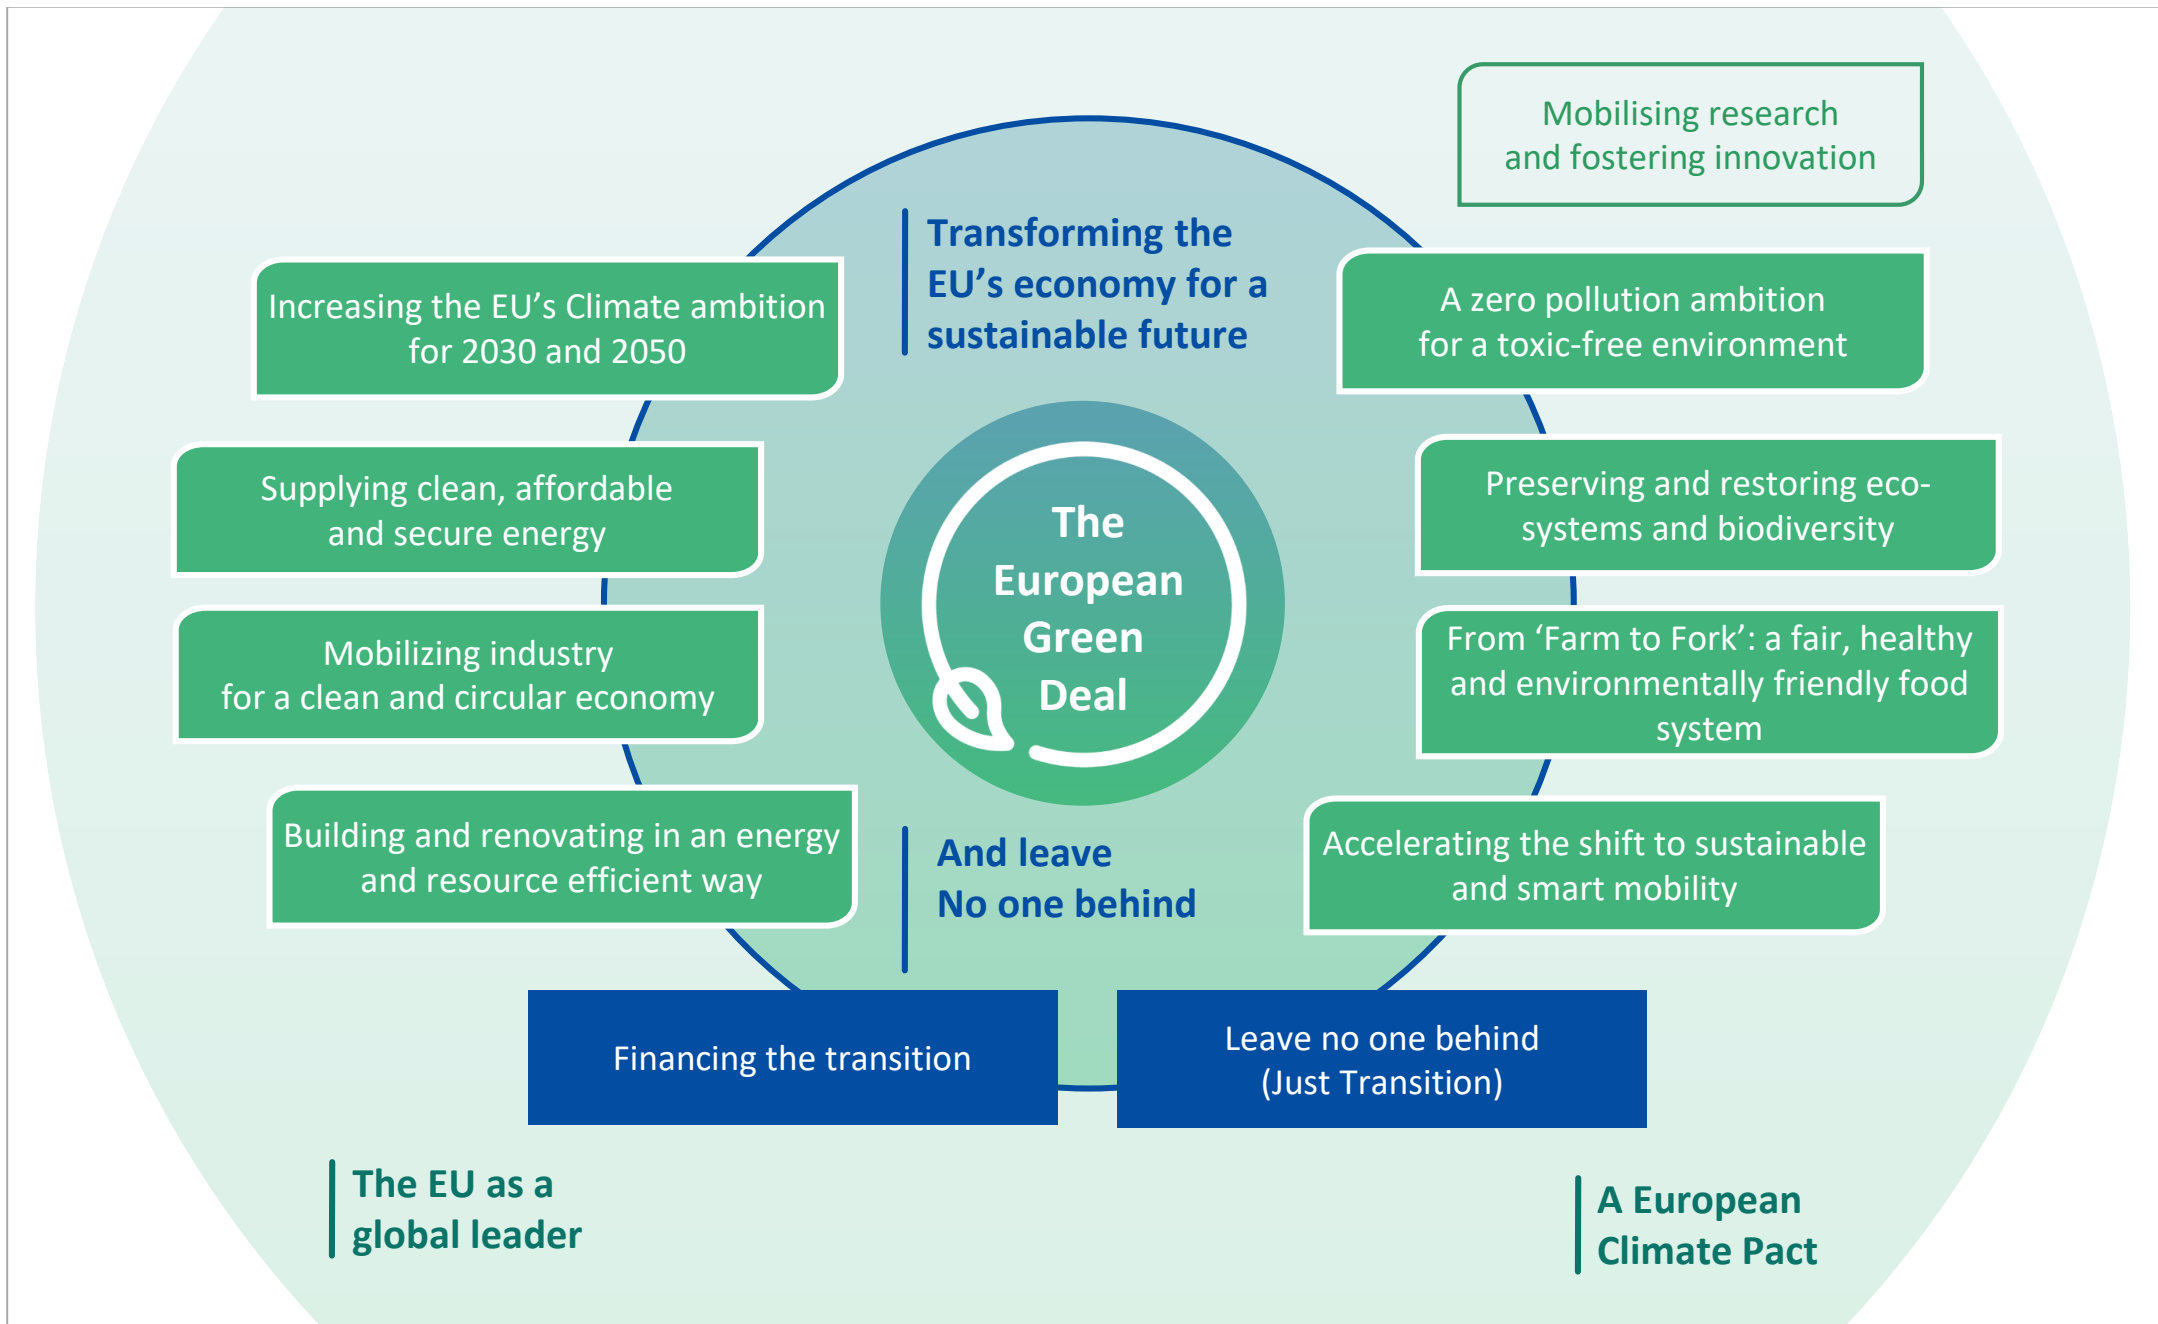 Mobilising research
and fostering innovation
Transforming the
EU’s economy for a
sustainable future
Increasing the EU’s Climate ambition
for 2030 and 2050
A zero pollution ambition
for a toxic-free environment
Supplying clean, affordable
and secure energy
Preserving and restoring eco-
systems and biodiversity
The
European
Green
Deal
Mobilizing industry
for a clean and circular economy
From ‘Farm to Fork’: a fair, healthy
and environmentally friendly food
system
Building and renovating in an energy
and resource efficient way
Accelerating the shift to sustainable
and smart mobility
And leave
No one behind
Financing the transition
Leave no one behind
(Just Transition)
The EU as a
global leader
A European
Climate Pact